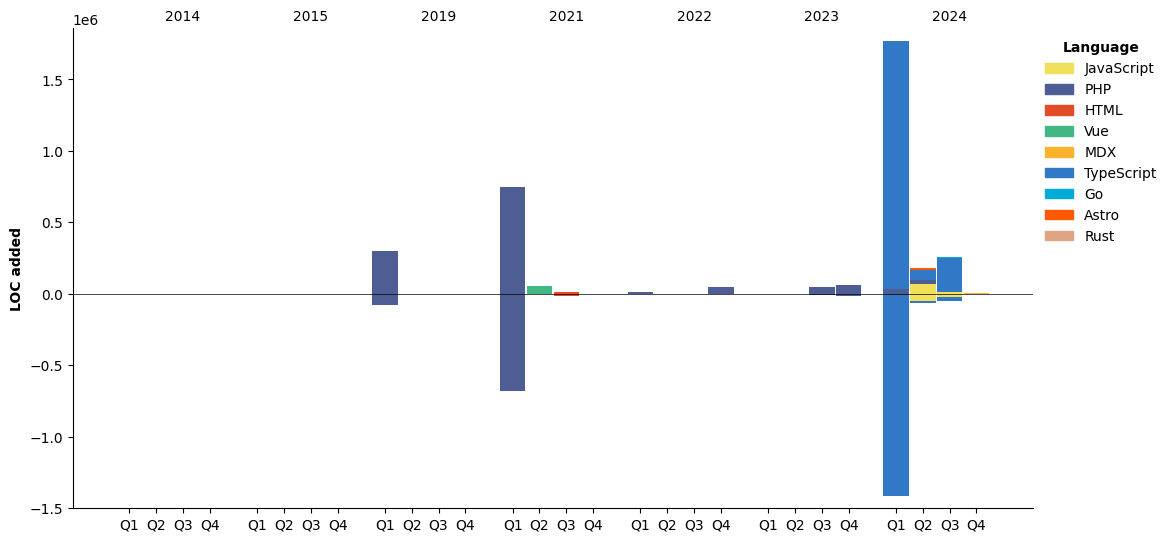 1e6
2014 2015 2019 2021 2022 2023 2024
Language
JavaScript
PHP
HTML
Vue
MDX
TypeScript
Go
Astro
Rust
LOC added
1.5
1.0
0.5
0.0
−0.5
−1.0
−1.5
Q1 Q2 Q3 Q4 Q1 Q2 Q3 Q4 Q1 Q2 Q3 Q4 Q1 Q2 Q3 Q4 Q1 Q2 Q3 Q4 Q1 Q2 Q3 Q4 Q1 Q2 Q3 Q4